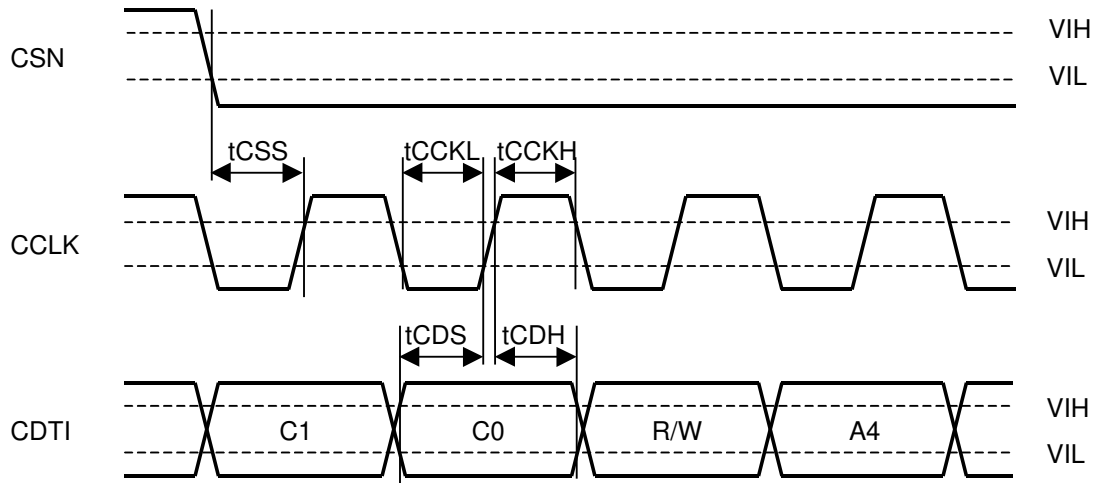 CSN
VIH
VIL
tCSS
tCCKL
tCCKH
CCLK
VIH
VIL
tCDS
tCDH
CDTI
C1
C0
R/W
A4
VIH
VIL